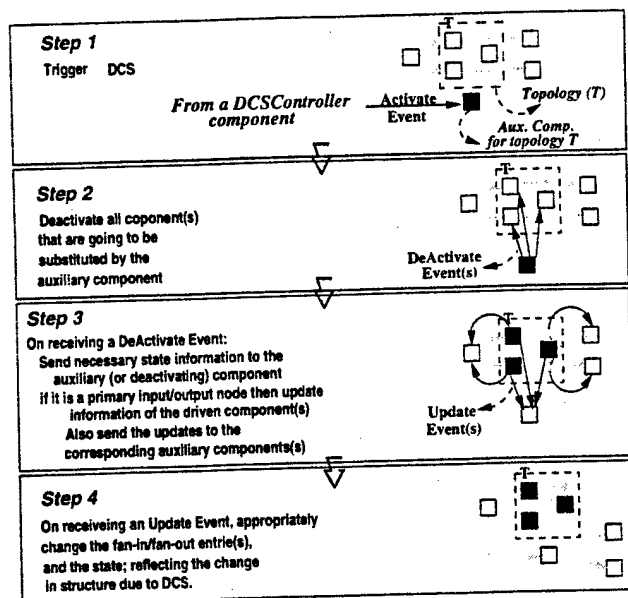 Step 1
Trigger DCS
T
From a DCSController
component
Activate
Event
Topology (T)
Aux. Comp.
for topology T
Step 2
Deactivate all coponent(s)
that are going to be
substituted by the
auxiliary component
T
DeActivate
Event(s)
Step 3
On receiving a DeActivate Event:
Send necessary state information to the
auxiliary (or deactivating) component
if it is a primary input/output node then update
information of the driven component(s)
Also send the updates to the
corresponding auxiliary components(s)
T
Update
Event(s)
Step 4
On receiveing an Update Event, appropriately
change the fan-in/fan-out entrie(s),
and the state; reflecting the change
in structure due to DCS.
T